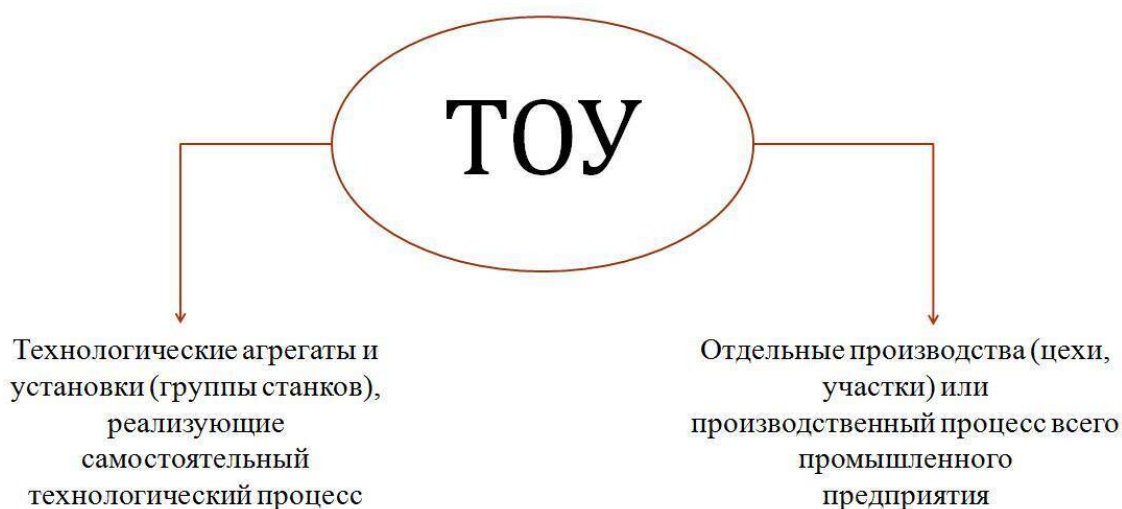 ТОУ
Технологические агрегаты и
установки (группы станков),
реализующие
самостоятельный
технологический процесс
Отдельные производства (цехи,
участки) или
производственный процесс всего
промышленного
предприятия